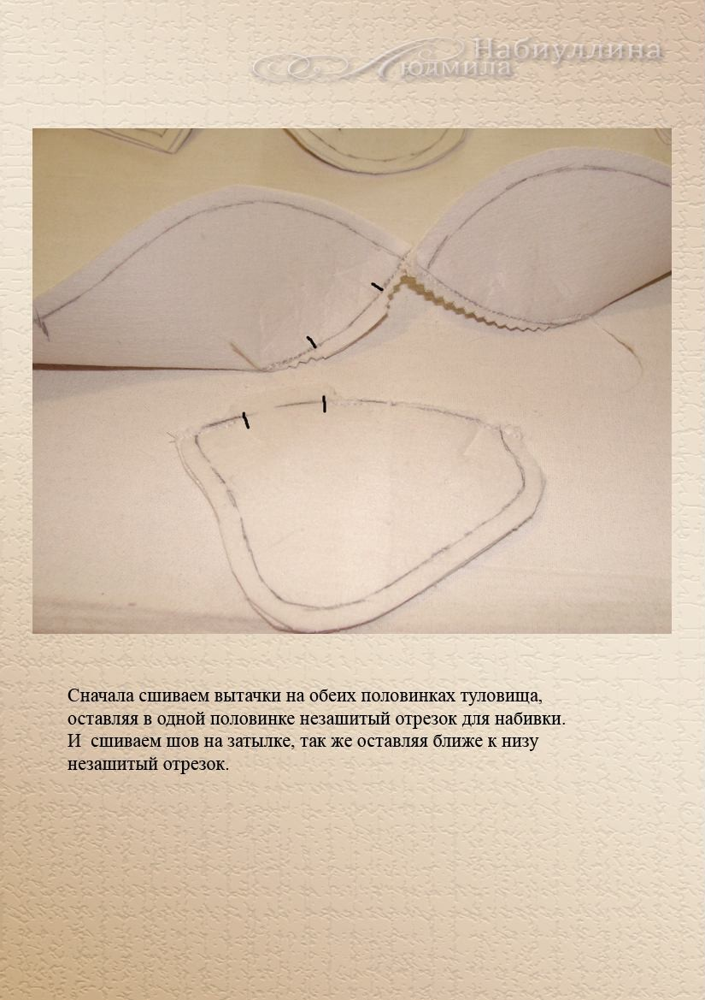 Набиуллина
Людмила
Сначала сшиваем вытачки на обеих половинках туловища,
оставляя в одной половинке незашитый отрезок для набивки.
И  сшиваем шов на затылке, так же оставляя ближе к низу
незашитый отрезок.